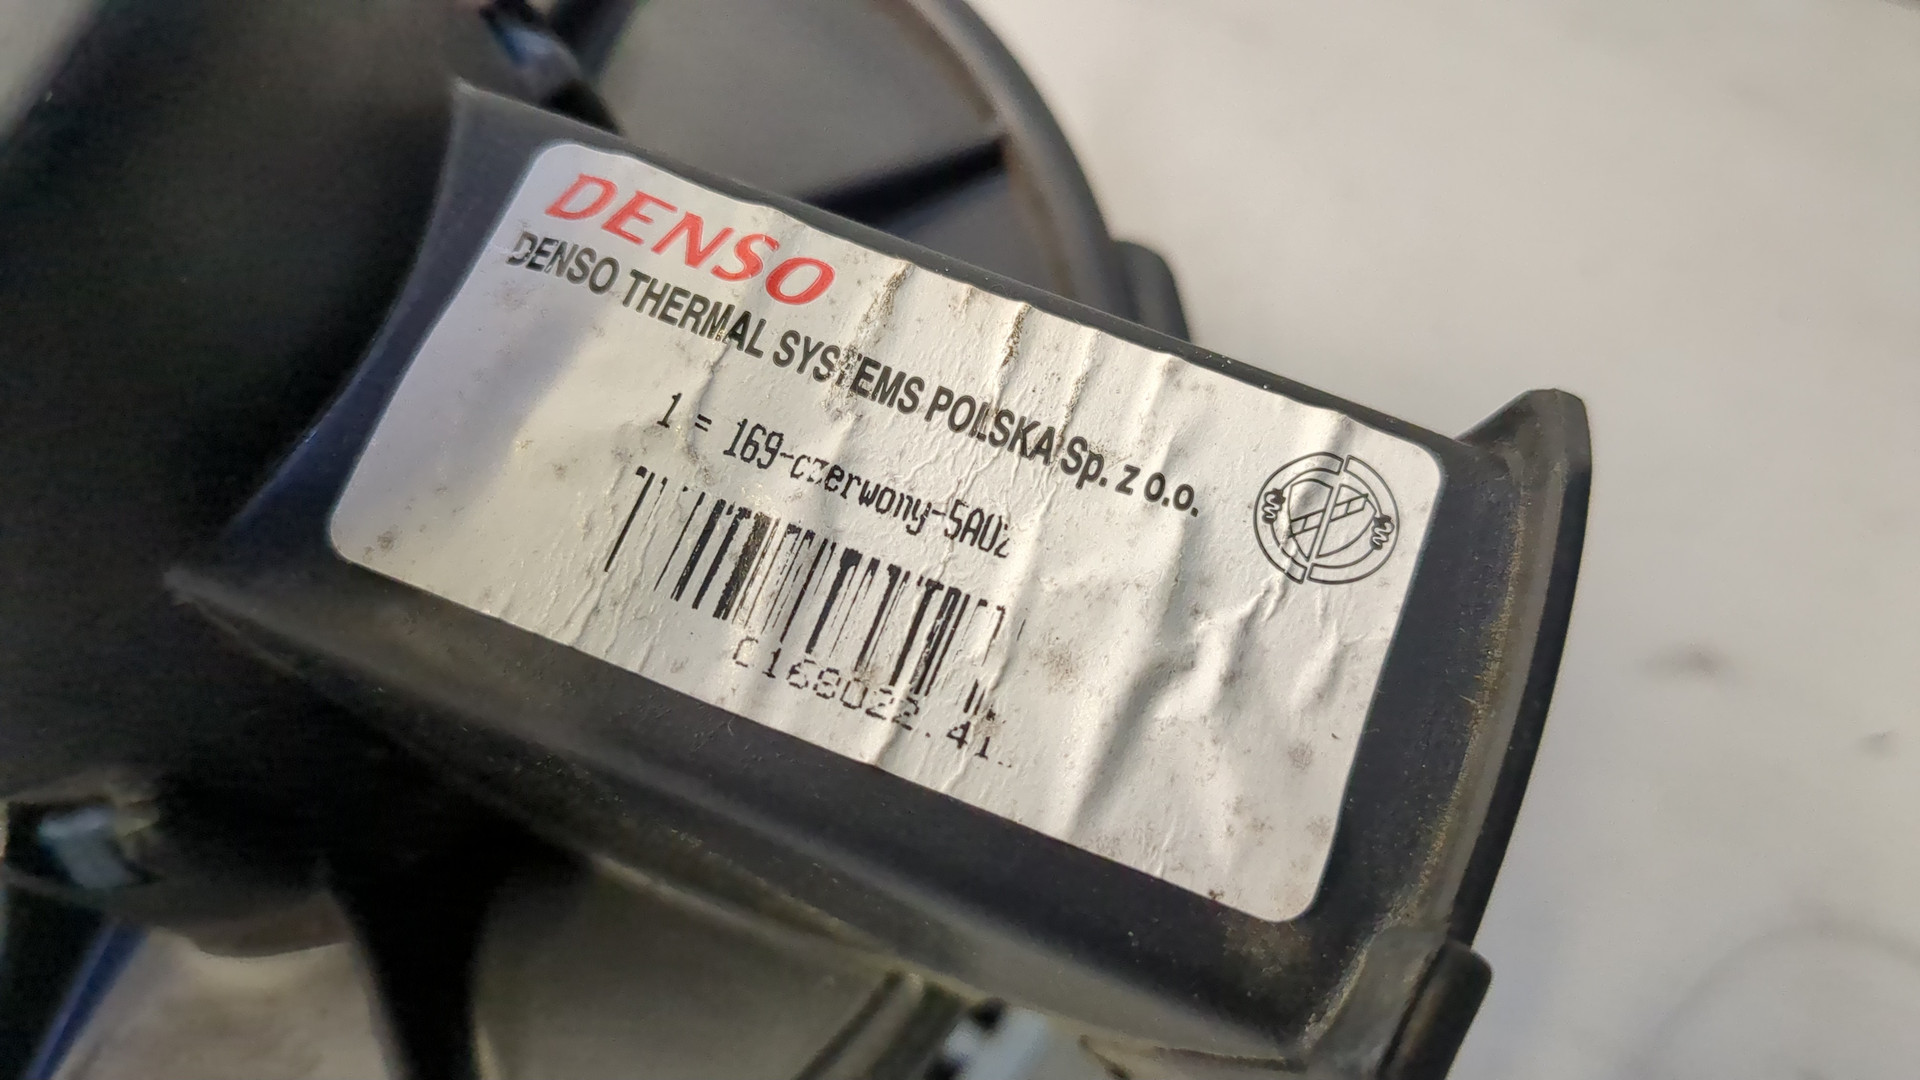 DENSO
DENSO THERMAL SYSTEMS POLSKA Sp. z o.o.
1 = 169-czerwony-5A02
C168022.41